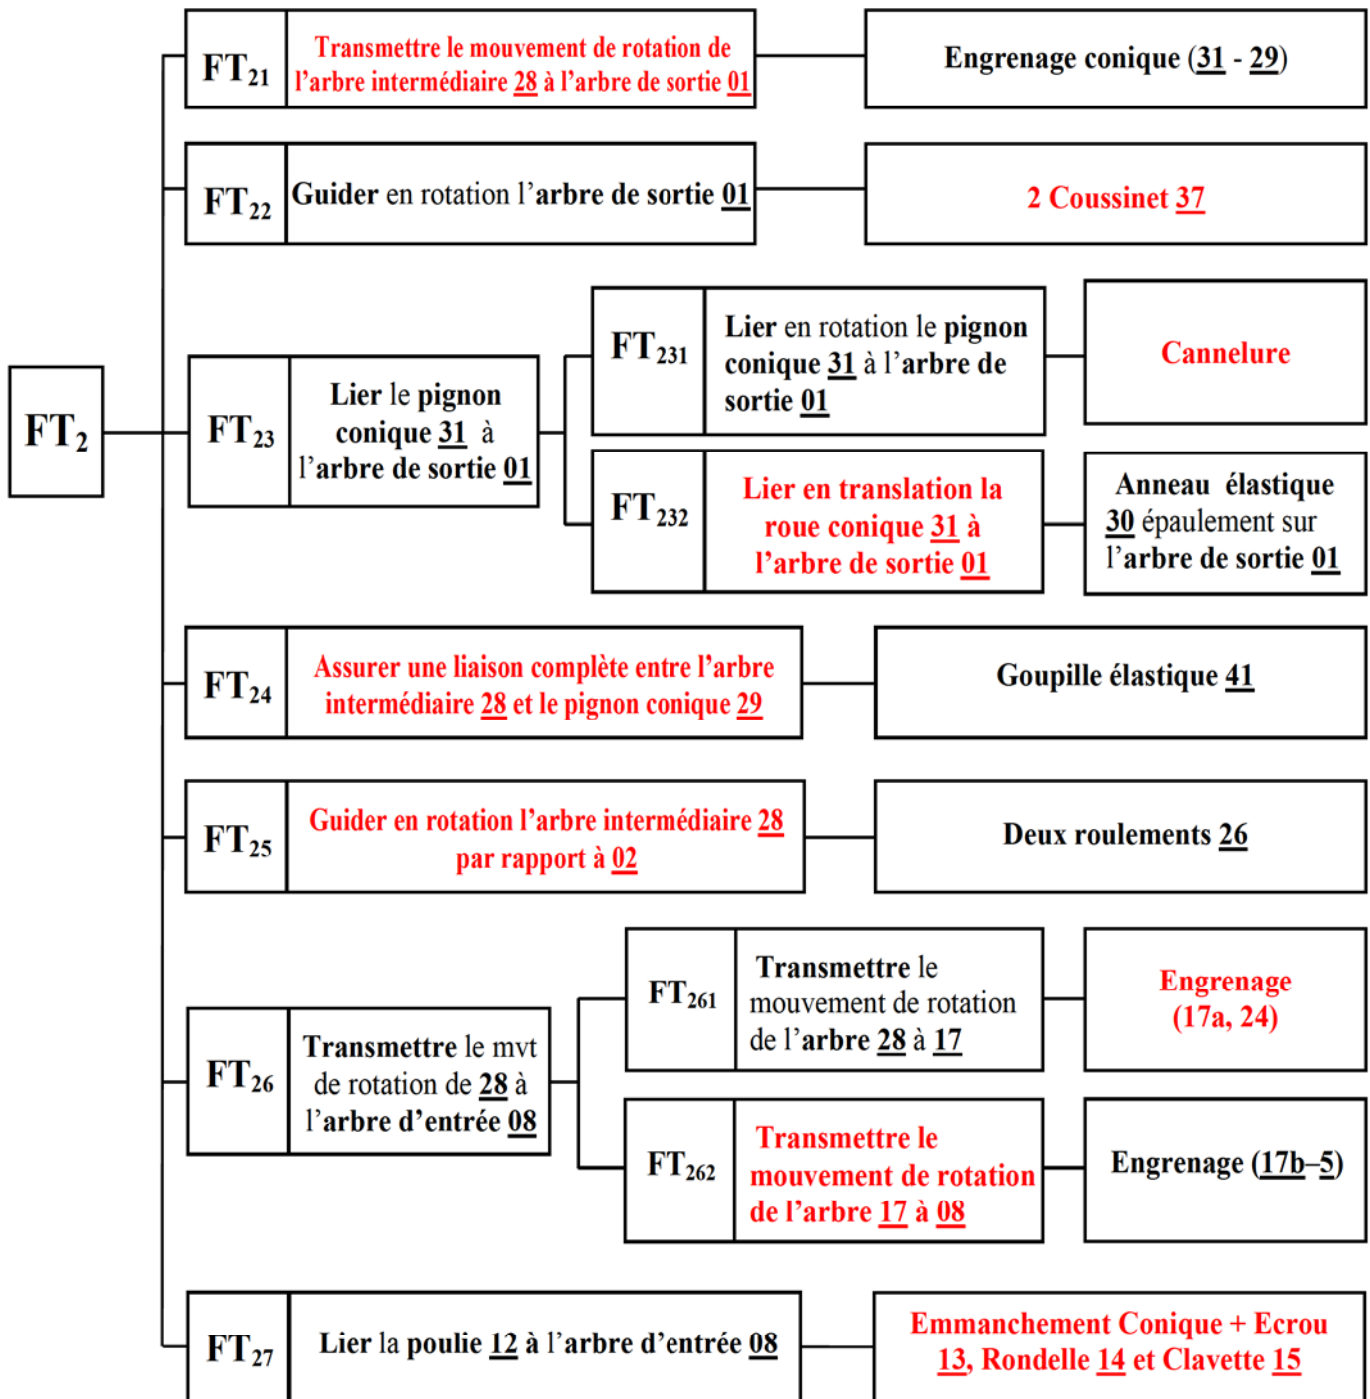 FT21
Transmettre le mouvement de rotation de
l'arbre intermédiaire 28 à l'arbre de sortie 01
Engrenage conique (31 - 29)
FT22
Guider en rotation l'arbre de sortie 01
2 Coussinet 37
FT2
FT23
Lier le pignon
conique 31 à
l'arbre de sortie 01
FT231
Lier en rotation le pignon
conique 31 à l'arbre de
sortie 01
Cannelure
FT232
Lier en translation la
roue conique 31 à
l'arbre de sortie 01
Anneau élastique
30 épaulement sur
l'arbre de sortie 01
FT24
Assurer une liaison complète entre l'arbre
intermédiaire 28 et le pignon conique 29
Goupille élastique 41
FT25
Guider en rotation l'arbre intermédiaire 28
par rapport à 02
Deux roulements 26
FT26
Transmettre le mvt
de rotation de 28 à
l'arbre d'entrée 08
FT261
Transmettre le
mouvement de rotation
de l'arbre 28 à 17
Engrenage
(17a, 24)
FT262
Transmettre le
mouvement de rotation
de l'arbre 17 à 08
Engrenage (17b–5)
FT27
Lier la poulie 12 à l'arbre d'entrée 08
Emmanchement Conique + Ecrou
13, Rondelle 14 et Clavette 15